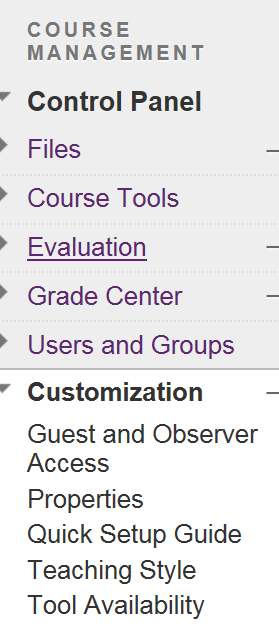 COURSE
MANAGEMENT
Control Panel
Files
Course Tools
Evaluation
Grade Center
Users and Groups
Customization
Guest and Observer
Access
Properties
Quick Setup Guide
Teaching Style
Tool Availability